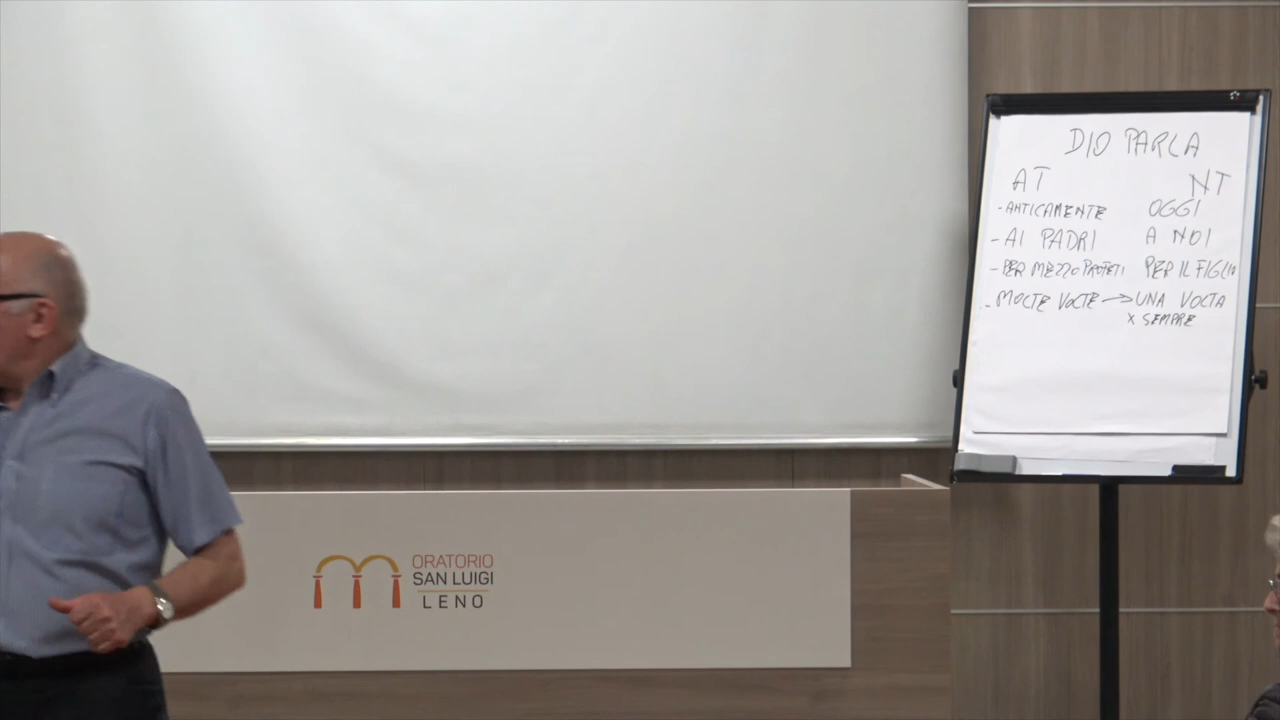 DIO PARLA
AT NT
- ANTICAMENTE OGGI
- AI PADRI A NOI
- PER MEZZO PROFETI PER IL FIGLIO
- MOLTE VOLTE → UNA VOLTA
X SEMPRE
ORATORIO
SAN LUIGI
LENO